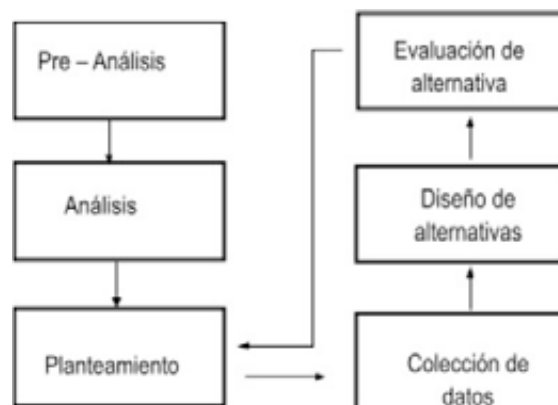 Pre – Análisis
Análisis
Planteamiento
Colección de
datos
Diseño de
alternativas
Evaluación de
alternativa